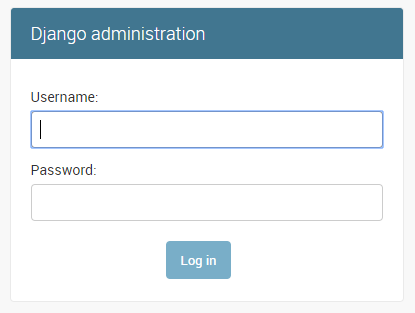 Django administration
Username:
Password:
Log in